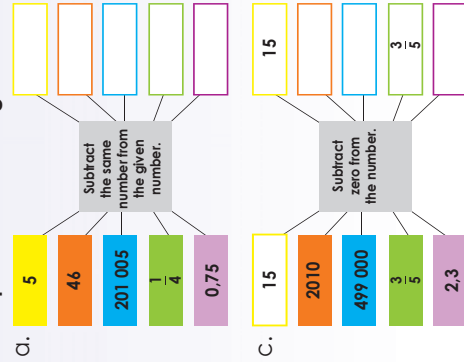 a.
5
46
201 005
1
4
0,75
Subtract
the same
number from
the given
number.
c.
15
2010
499 000
3
5
2,3
Subtract
zero from
the number.
15
3
5